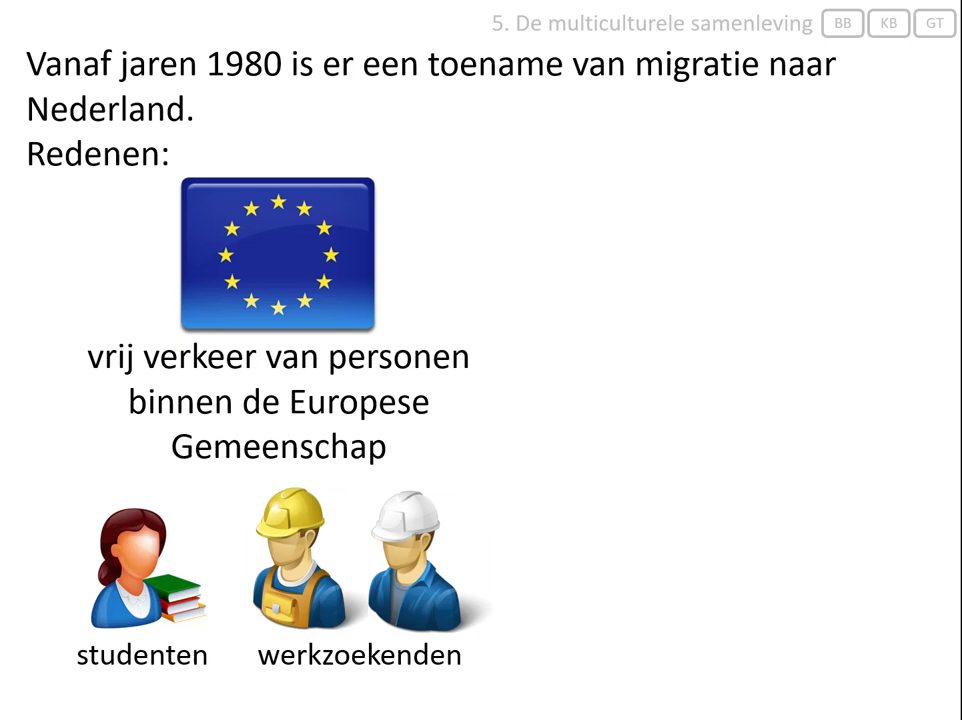 5. De multiculturele samenleving BB KB GT
Vanaf jaren 1980 is er een toename van migratie naar
Nederland.
Redenen:
vrij verkeer van personen
binnen de Europese
Gemeenschap
studenten werkzoekenden